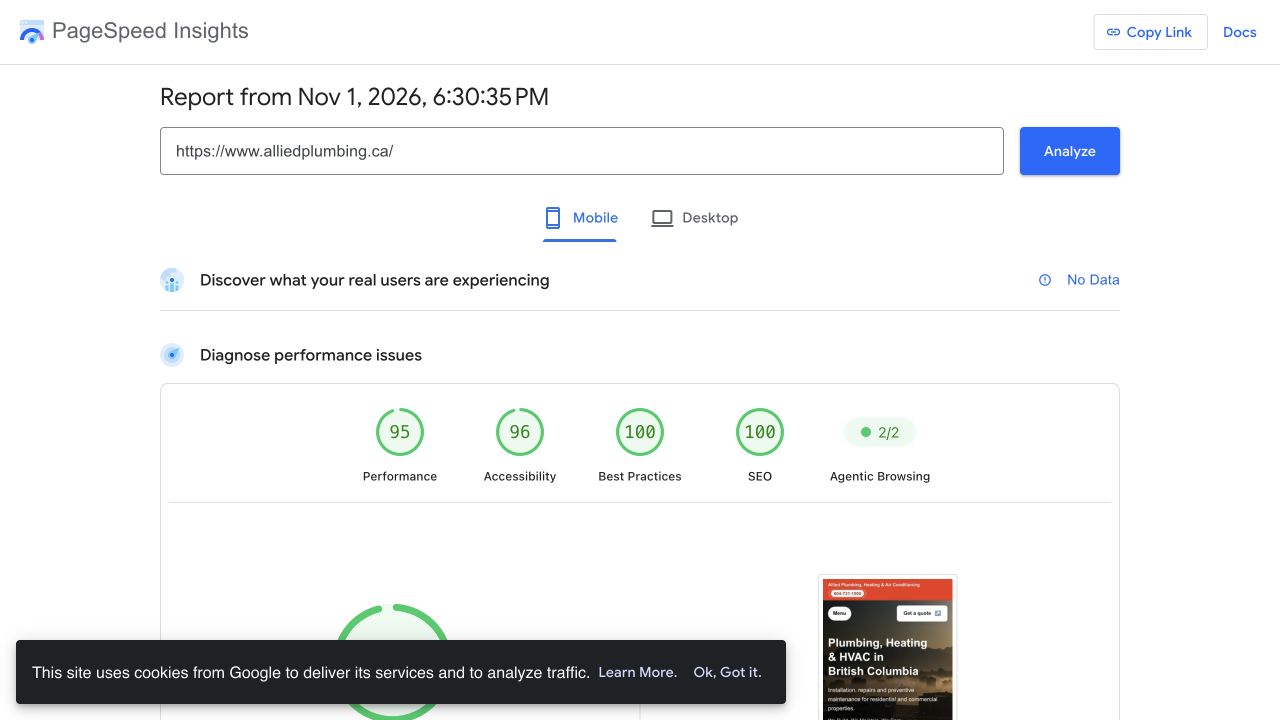 PageSpeed Insights
Copy Link
Docs
Report from Nov 1, 2026, 6:30:35 PM
https://www.alliedplumbing.ca/
Analyze
Mobile
Desktop
Discover what your real users are experiencing
No Data
Diagnose performance issues
95
96
100
100
2/2
Performance
Accessibility
Best Practices
SEO
Agentic Browsing
Allied Plumbing, Heating & Air Conditioning
604-731-1000
Menu
Get a quote
Plumbing, Heating
& HVAC in
British Columbia
Installation, repairs and preventive
maintenance for residential and commercial
properties.
This site uses cookies from Google to deliver its services and to analyze traffic.
Learn More.
Ok, Got it.